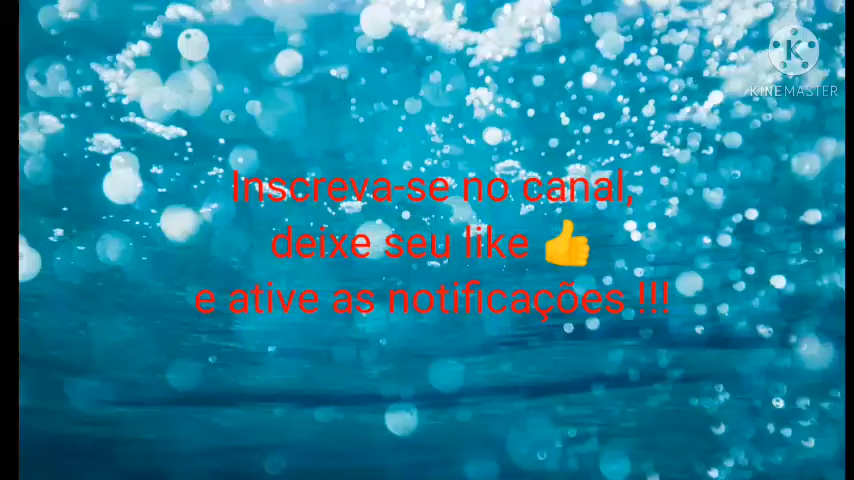 K
KINEMASTER
Inscreva-se no canal,
deixe seu like 👍
e ative as notificações !!!